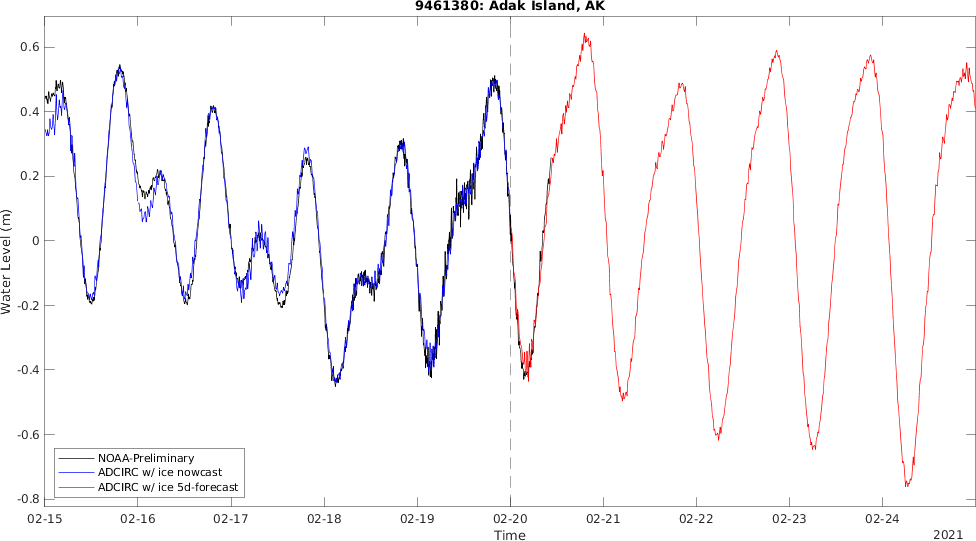 9461380: Adak Island, AK
Water Level (m)
0.6
0.4
0.2
0
-0.2
-0.4
-0.6
-0.8
NOAA-Preliminary
ADCIRC w/ ice nowcast
ADCIRC w/ ice 5d-forecast
02-15 02-16 02-17 02-18 02-19 02-20 02-21 02-22 02-23 02-24
Time
2021